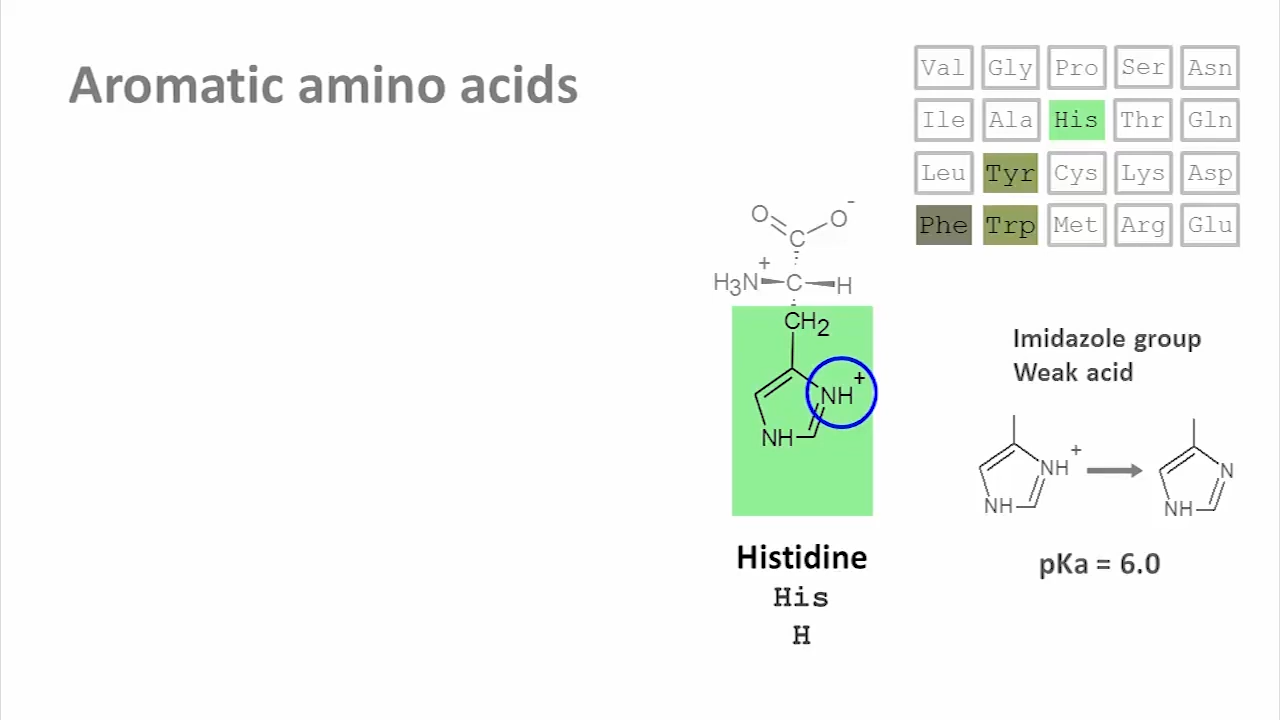 Aromatic amino acids
Val Gly Pro Ser Asn
Ile Ala His Thr Gln
Leu Tyr Cys Lys Asp
Phe Trp Met Arg Glu
O O-
C
+
H3N C H
CH2
NH+
NH
Histidine
His
H
Imidazole group
Weak acid
NH+ N
NH NH
pKa = 6.0